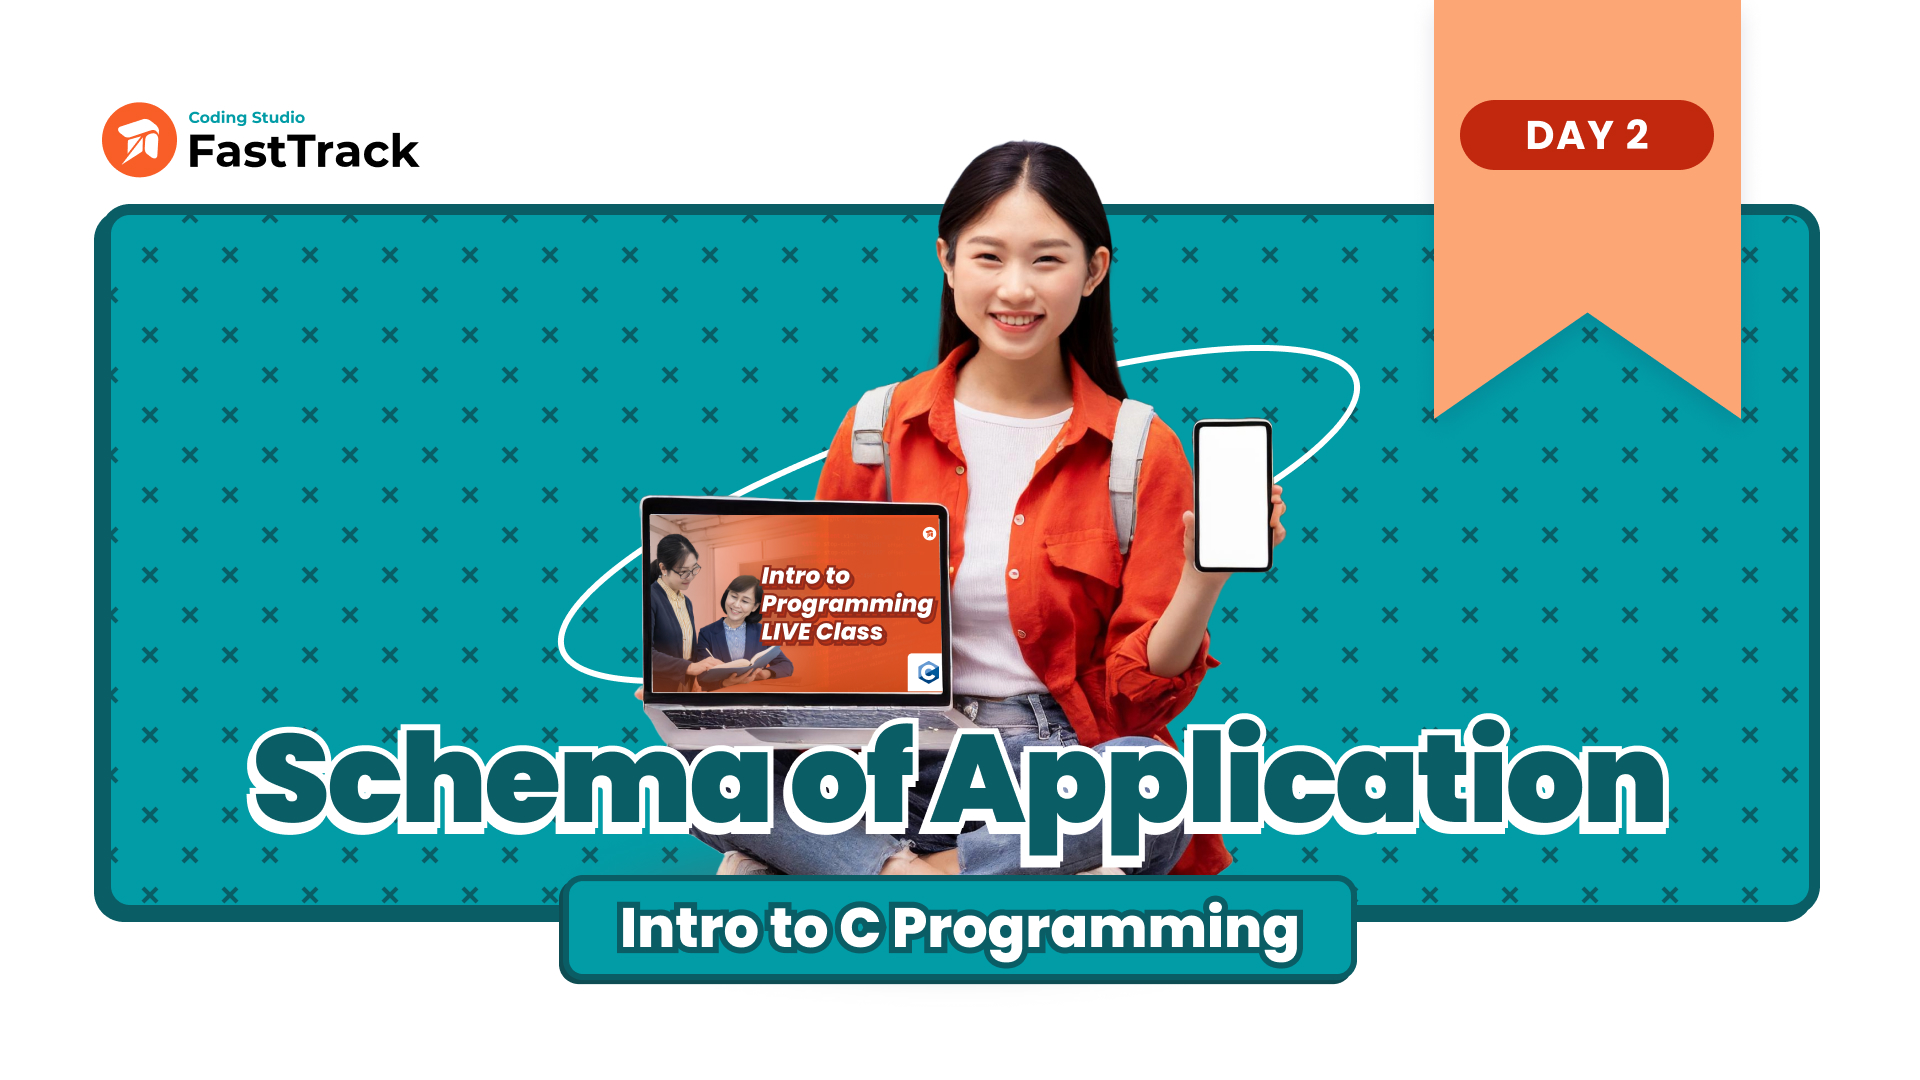 Coding Studio
FastTrack
DAY 2
Intro to
Programming
LIVE Class
C
Schema of Application
Intro to C Programming